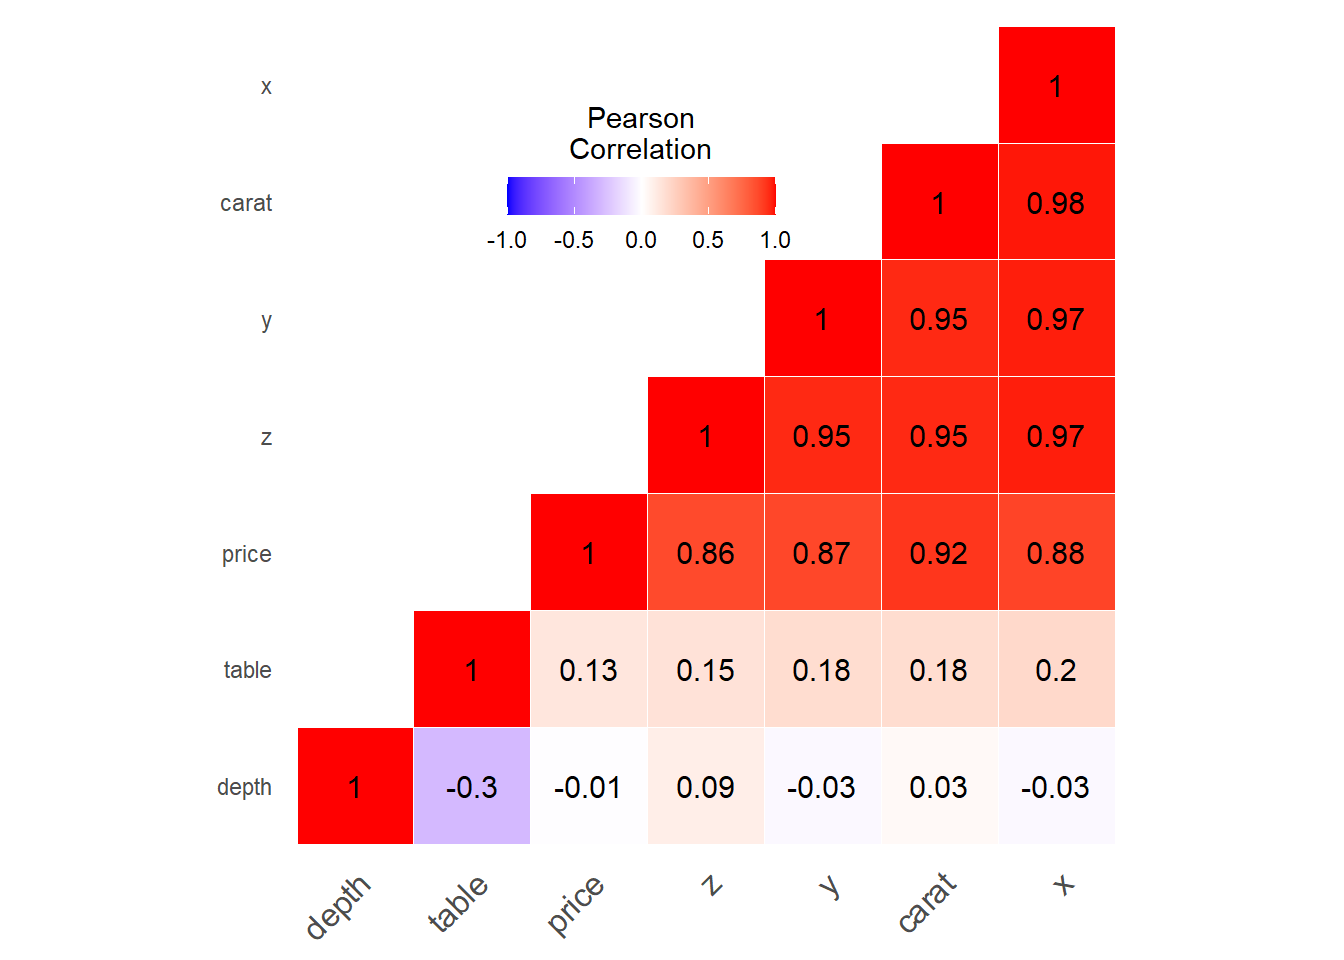 x
1
Pearson
Correlation
-1.0 -0.5 0.0 0.5 1.0
carat
1 0.98
y
1 0.95 0.97
z
1 0.95 0.95 0.97
price
1 0.86 0.87 0.92 0.88
table
1 0.13 0.15 0.18 0.18 0.2
depth
1 -0.3 -0.01 0.09 -0.03 0.03 -0.03
depth table price z y carat x